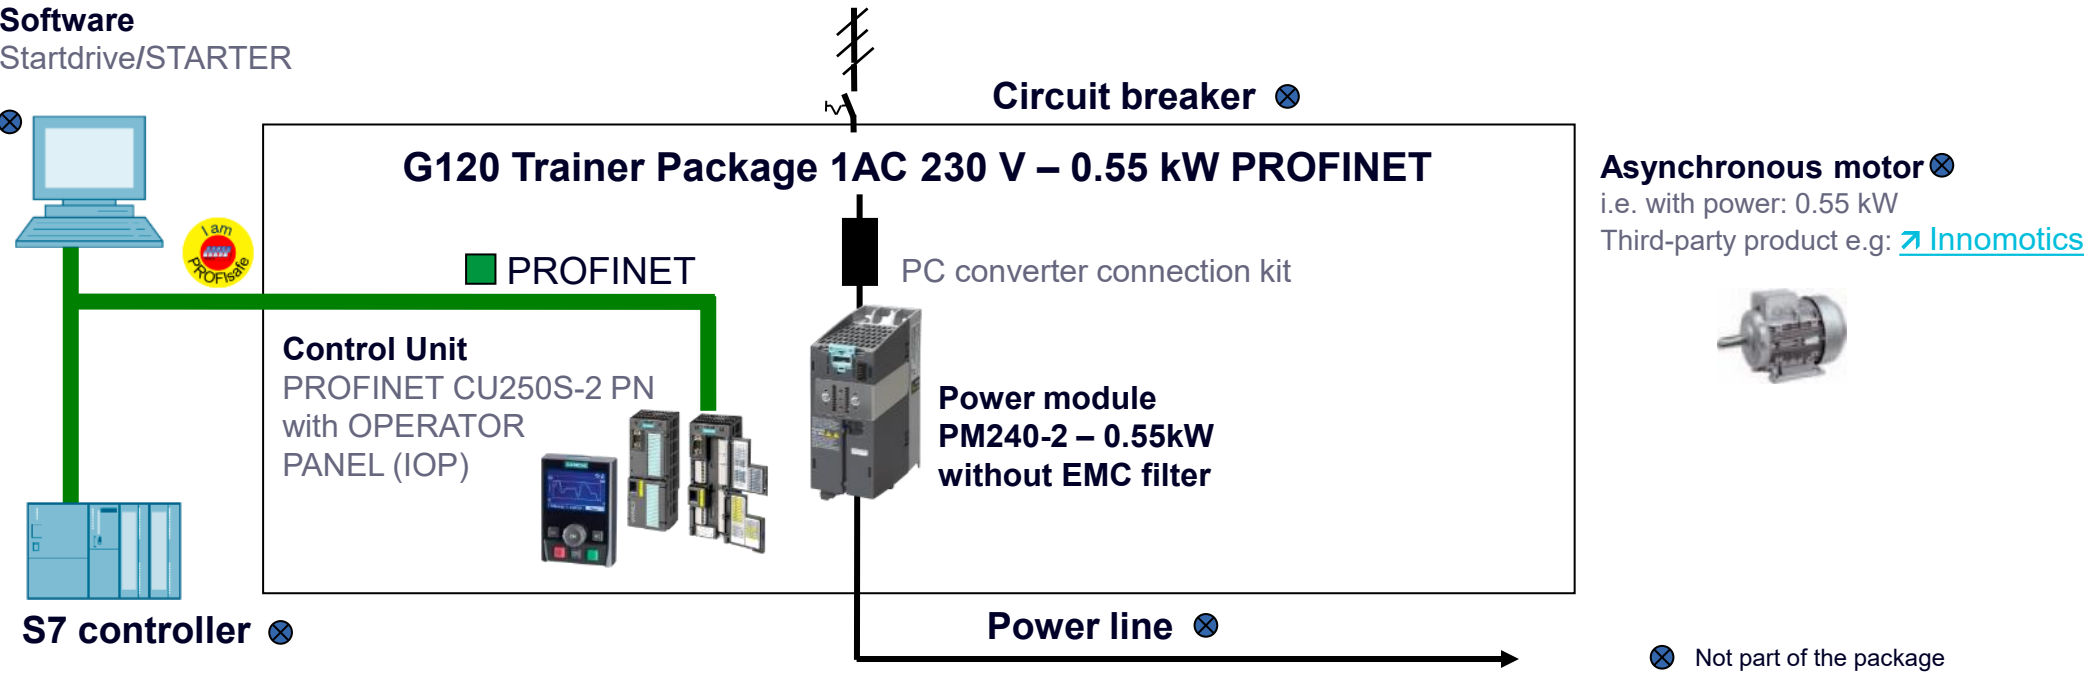 Software
Startdrive/STARTER
Circuit breaker
G120 Trainer Package 1AC 230 V – 0.55 kW PROFINET
Asynchronous motor
i.e. with power: 0.55 kW
Third-party product e.g: Innomotics
I am
PROFIsafe
PROFINET
PC converter connection kit
Control Unit
PROFINET CU250S-2 PN
with OPERATOR
PANEL (IOP)
Power module
PM240-2 – 0.55kW
without EMC filter
SIEMENS
S7 controller
Power line
Not part of the package